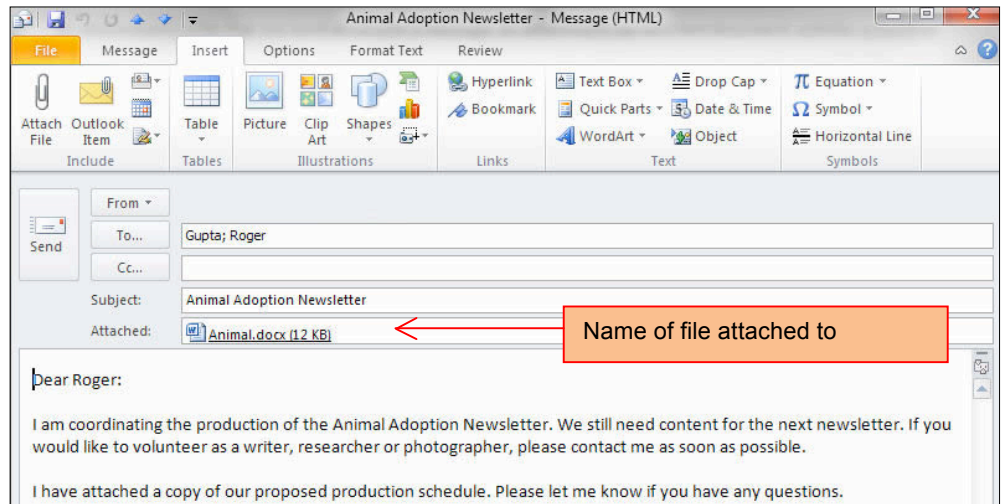 Animal Adoption Newsletter - Message (HTML)
File Message Insert Options Format Text Review
Attach File
Outlook Item
Include
Table
Tables
Picture
Clip Art
Shapes
Illustrations
Hyperlink
Bookmark
Links
Text Box
Quick Parts
WordArt
Drop Cap
Date & Time
Object
Text
Equation
Symbol
Horizontal Line
Symbols
Send
From
To... Gupta; Roger
Cc...
Subject: Animal Adoption Newsletter
Attached: Animal.docx (12 KB)
Name of file attached to
Dear Roger:
I am coordinating the production of the Animal Adoption Newsletter. We still need content for the next newsletter. If you
would like to volunteer as a writer, researcher or photographer, please contact me as soon as possible.
I have attached a copy of our proposed production schedule. Please let me know if you have any questions.